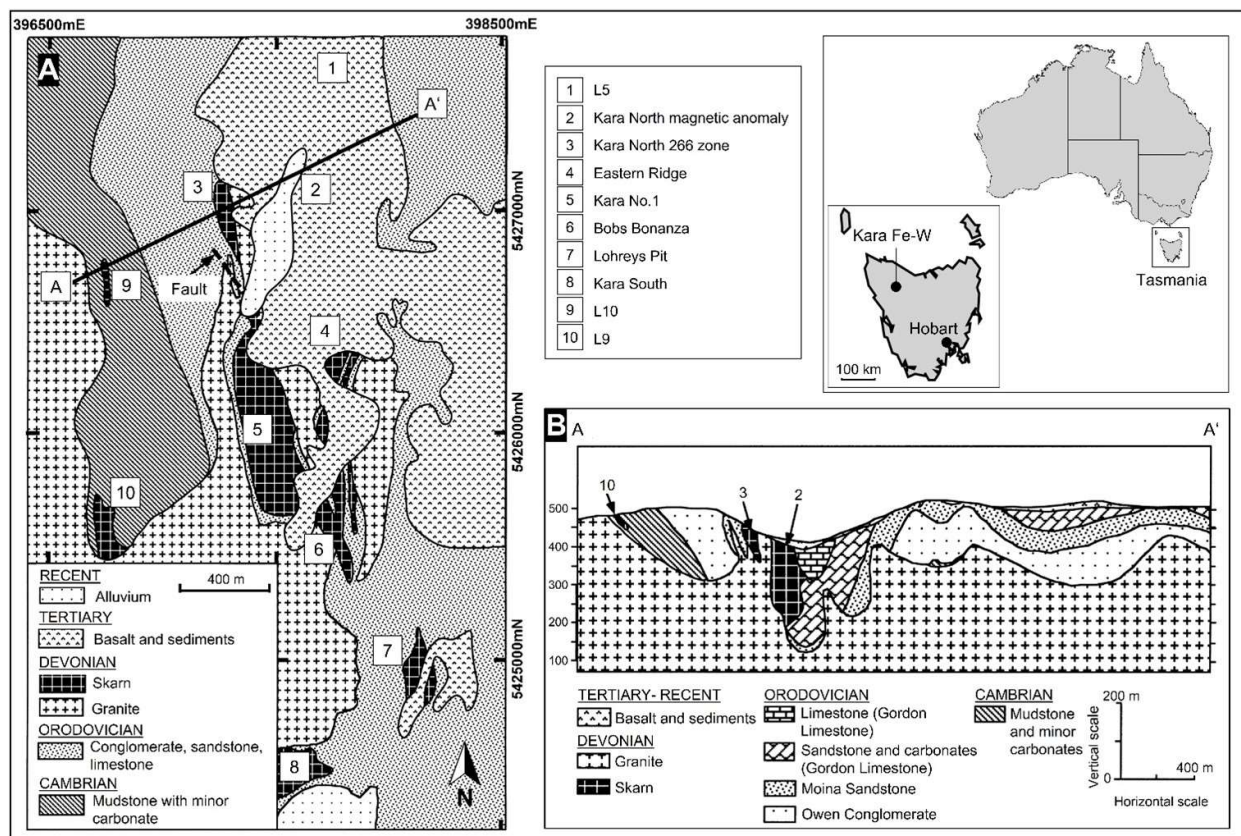 396500mE
398500mE
A
1
A'
3
2
5427000mN
A
9
Fault
4
5
5426000mN
10
6
RECENT
Alluvium
400 m
TERTIARY
Basalt and sediments
DEVONIAN
Skarn
Granite
ORODOVICIAN
Conglomerate, sandstone,
limestone
CAMBRIAN
Mudstone with minor
carbonate
7
5425000mN
8
N
1 L5
2 Kara North magnetic anomaly
3 Kara North 266 zone
4 Eastern Ridge
5 Kara No.1
6 Bobs Bonanza
7 Lohreys Pit
8 Kara South
9 L10
10 L9
Kara Fe-W
Hobart
100 km
Tasmania
B
A
A'
10
3
2
500
400
300
200
100
TERTIARY- RECENT
Basalt and sediments
DEVONIAN
Granite
Skarn
ORODOVICIAN
Limestone (Gordon
Limestone)
Sandstone and carbonates
(Gordon Limestone)
Moina Sandstone
Owen Conglomerate
CAMBRIAN
Mudstone
and minor
carbonates
200 m
Vertical scale
0
400 m
Horizontal scale